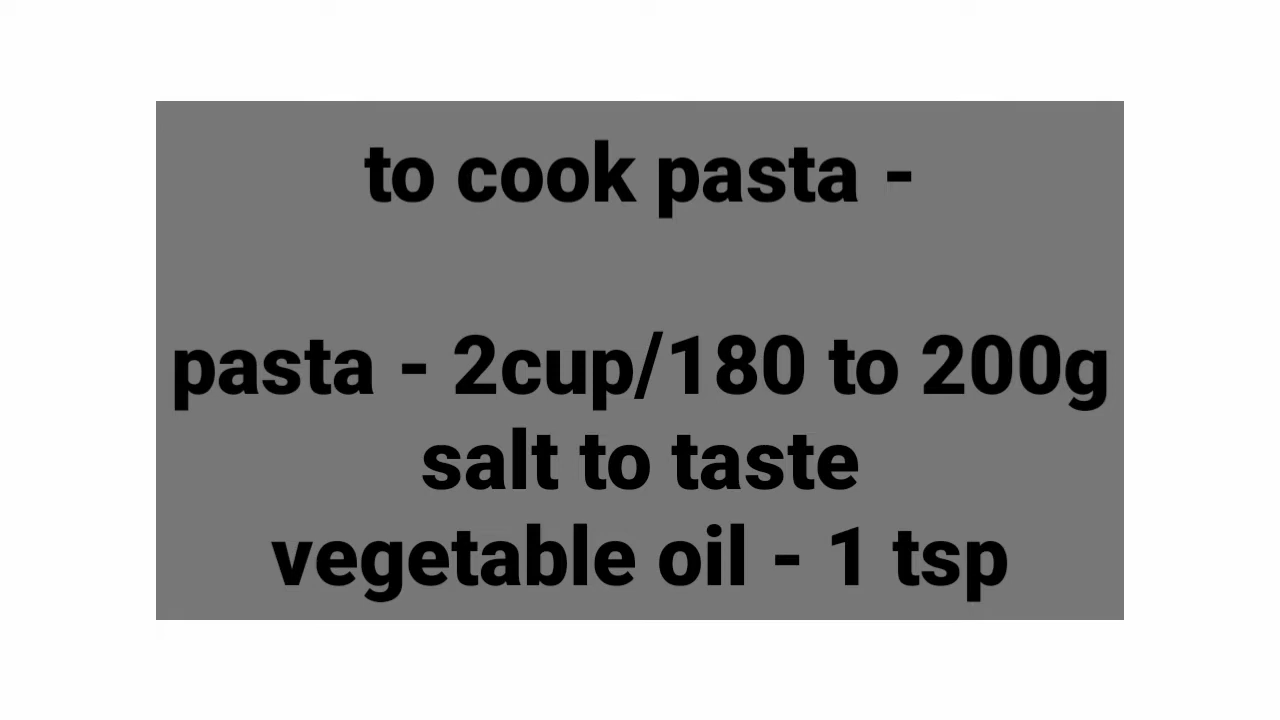 to cook pasta -
pasta - 2cup/180 to 200g
salt to taste
vegetable oil - 1 tsp